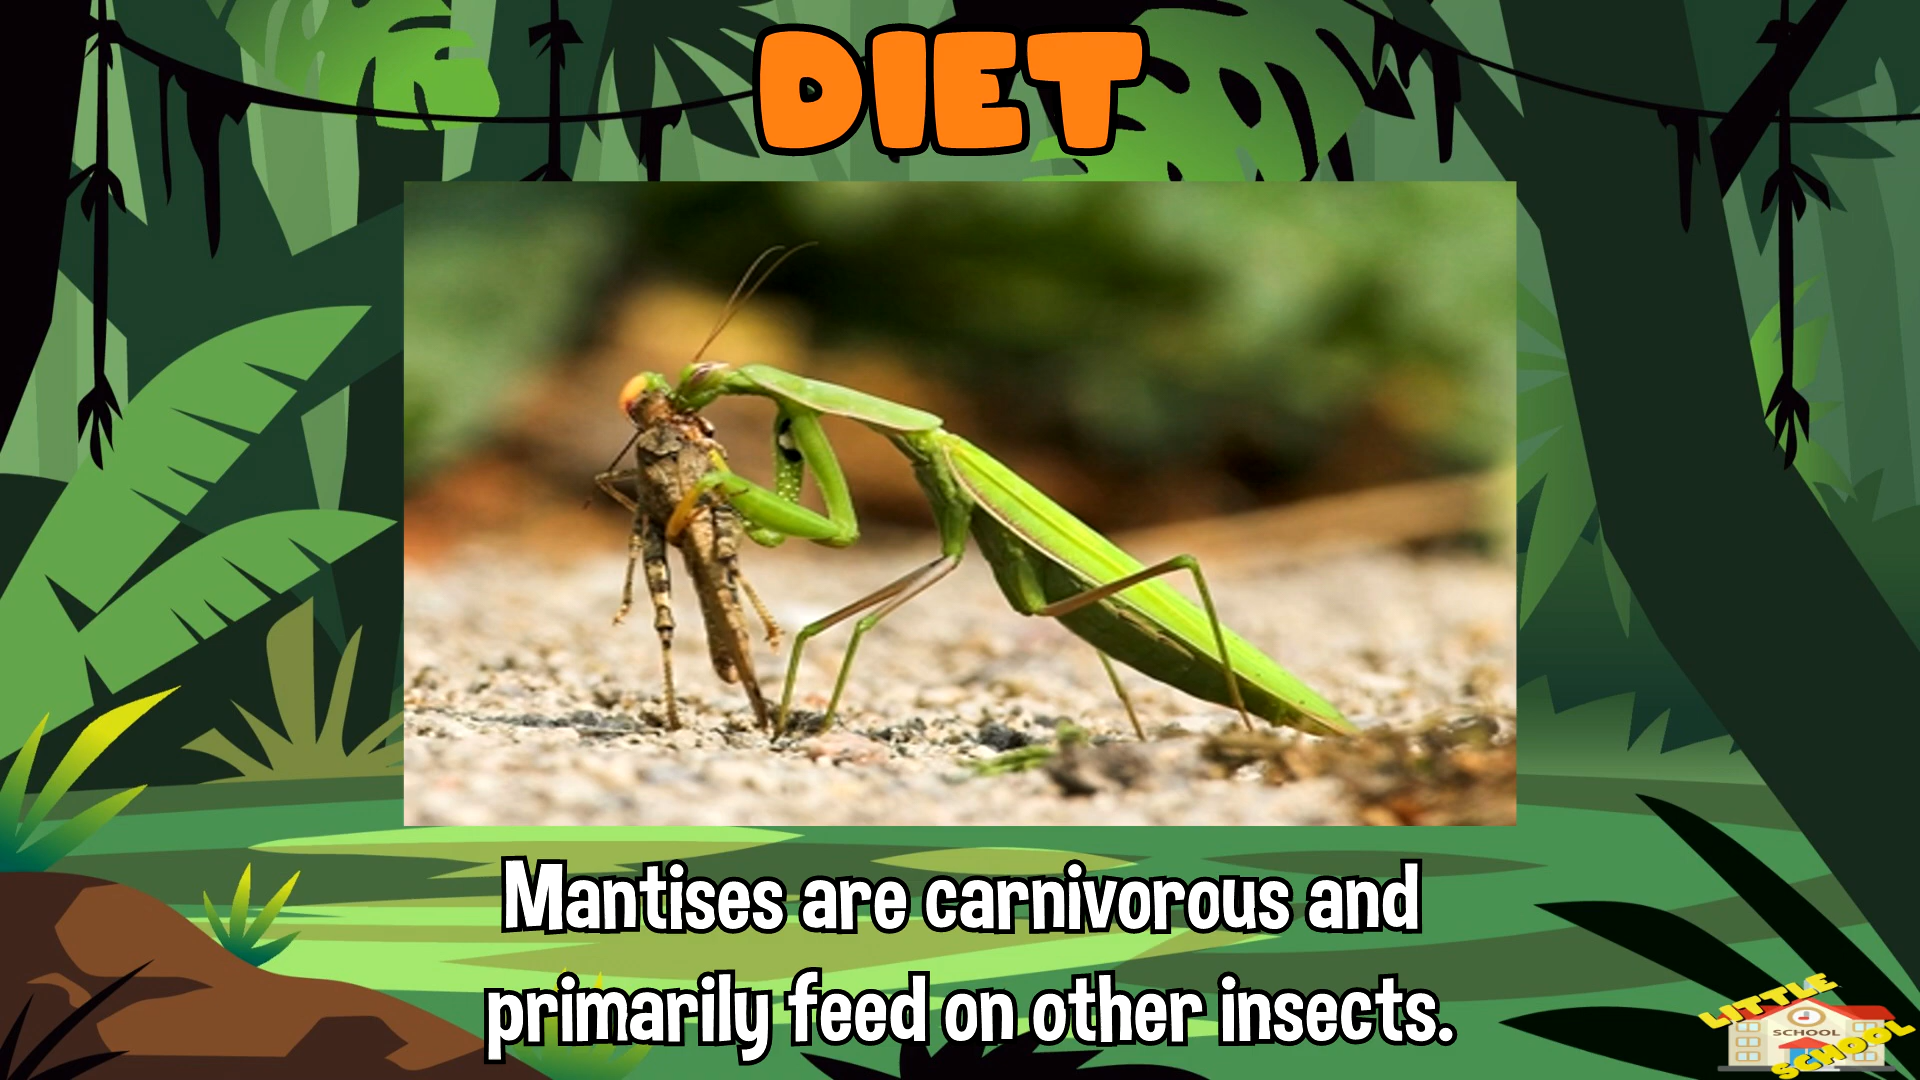 DIET
Mantises are carnivorous and
primarily feed on other insects.
LITTLE
SCHOOL
SCHOOL